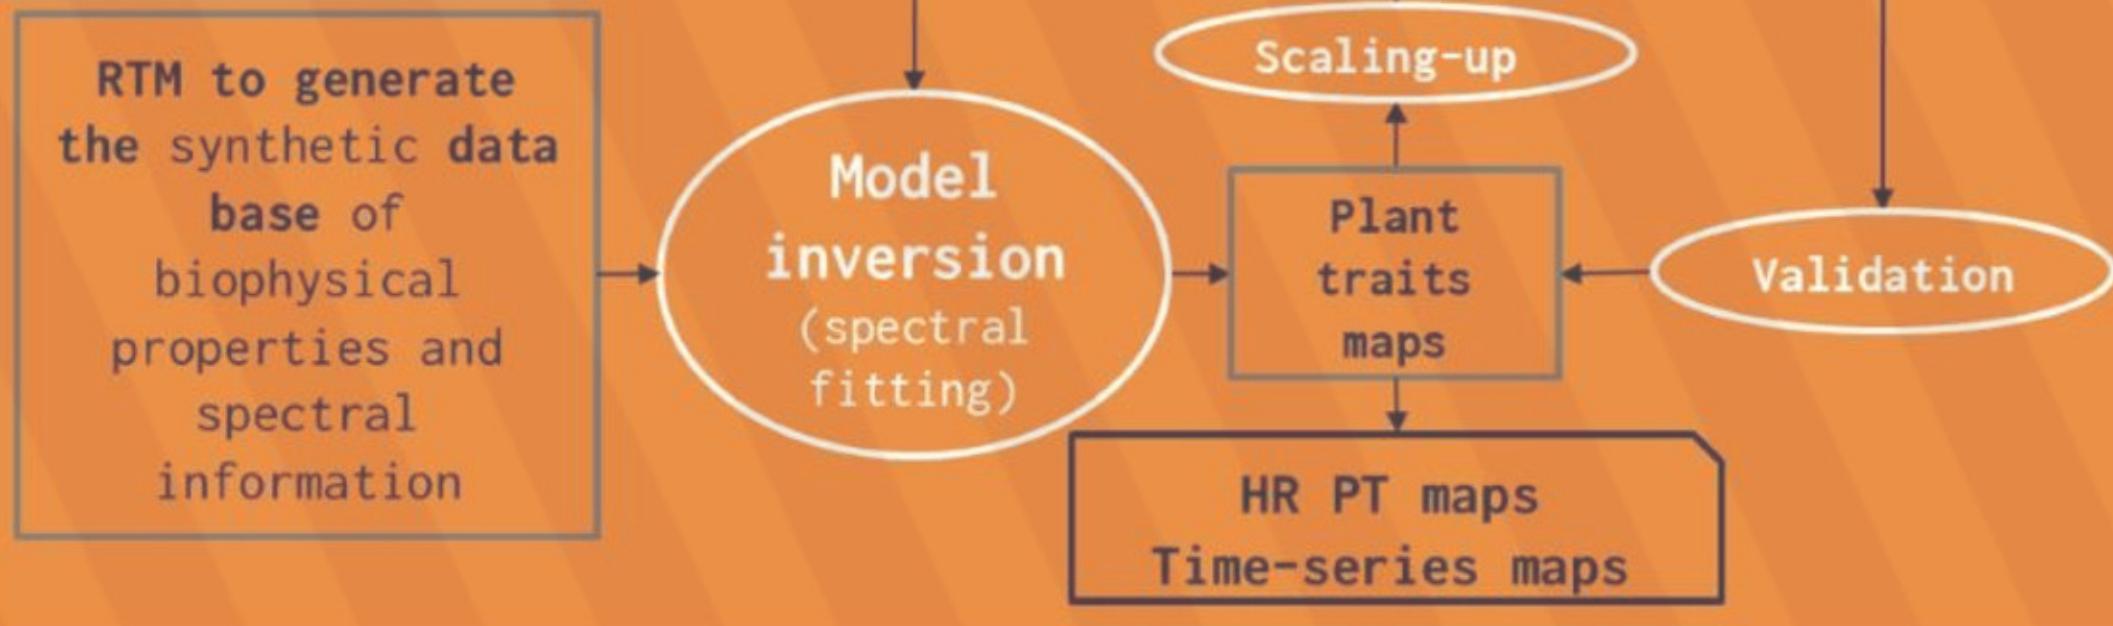 RTM to generate
the synthetic data
base of
biophysical
properties and
spectral
information
Model
inversion
(spectral
fitting)
Scaling-up
Plant
traits
maps
Validation
HR PT maps
Time-series maps